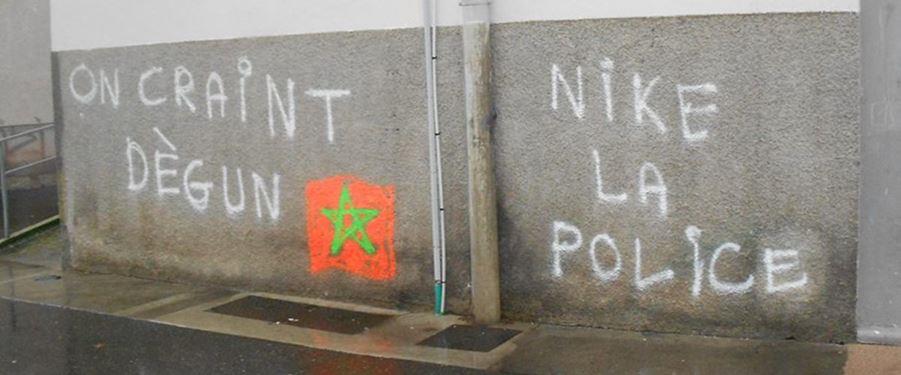 ON CRAiNT
DÈGUN
NiKE
LA
POLiCE